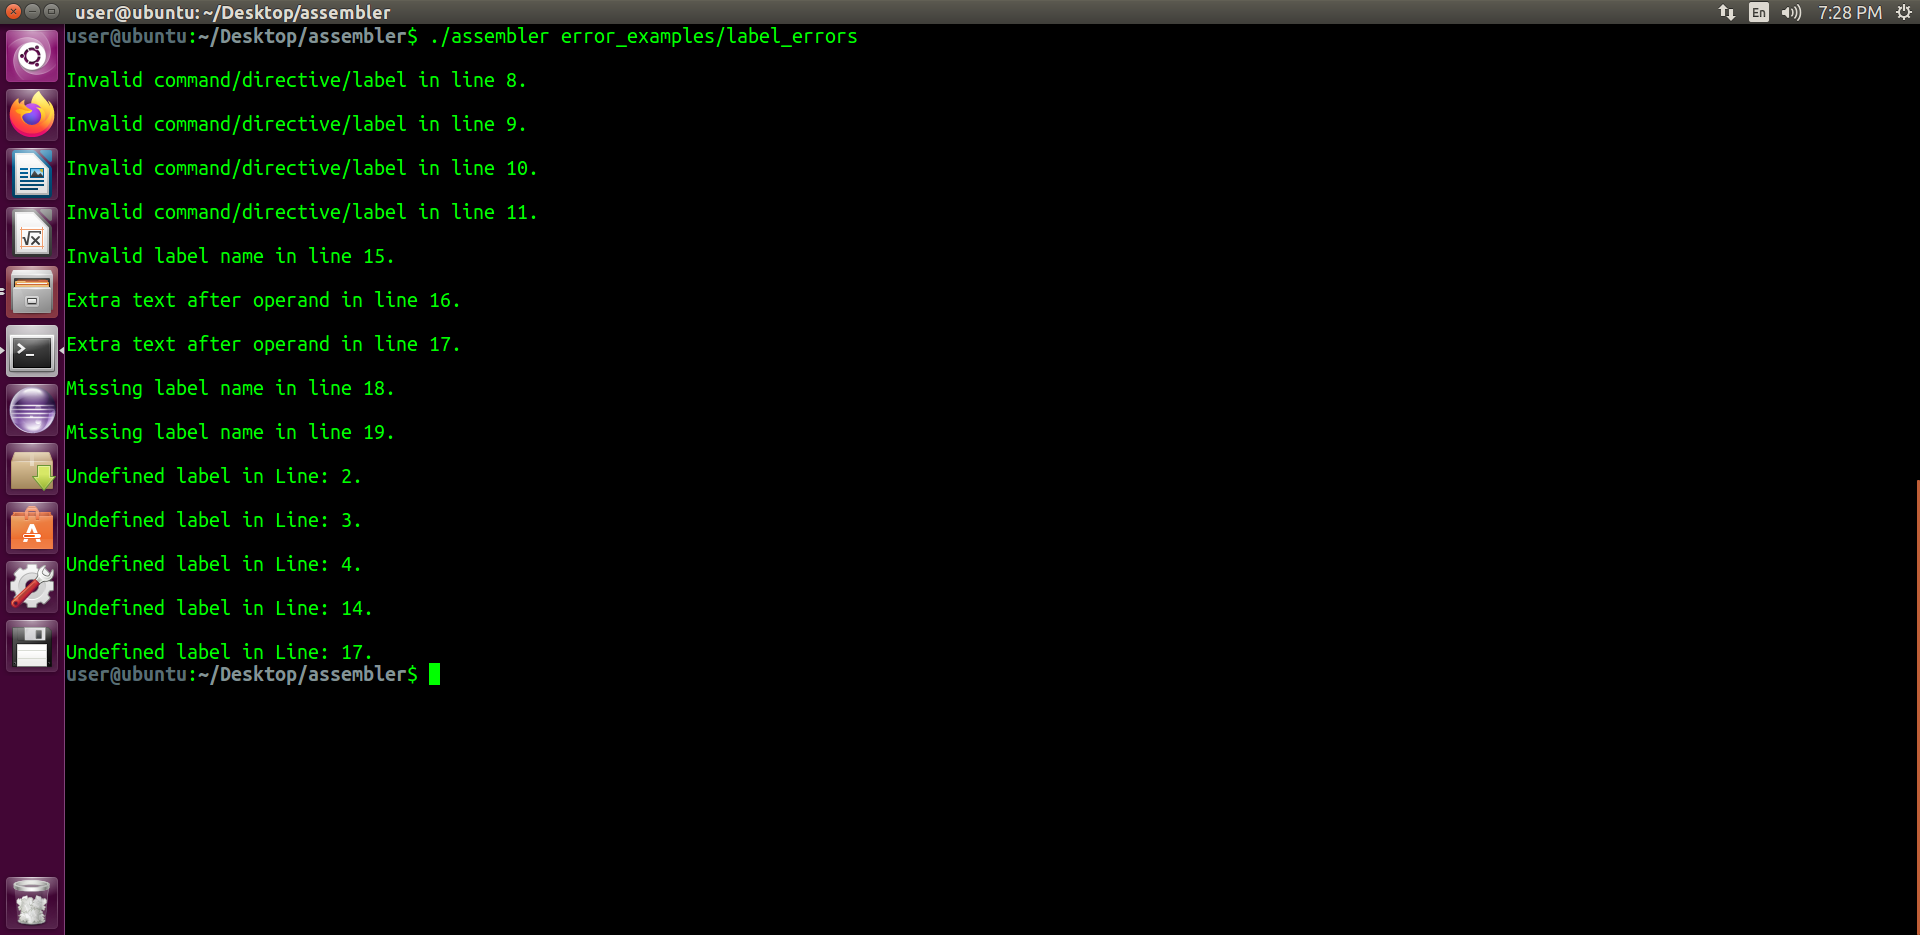 user@ubuntu: ~/Desktop/assembler
En
7:28 PM
user@ubuntu:~/Desktop/assembler$ ./assembler error_examples/label_errors
Invalid command/directive/label in line 8.
Invalid command/directive/label in line 9.
Invalid command/directive/label in line 10.
Invalid command/directive/label in line 11.
Invalid label name in line 15.
Extra text after operand in line 16.
Extra text after operand in line 17.
Missing label name in line 18.
Missing label name in line 19.
Undefined label in Line: 2.
Undefined label in Line: 3.
Undefined label in Line: 4.
Undefined label in Line: 14.
Undefined label in Line: 17.
user@ubuntu:~/Desktop/assembler$